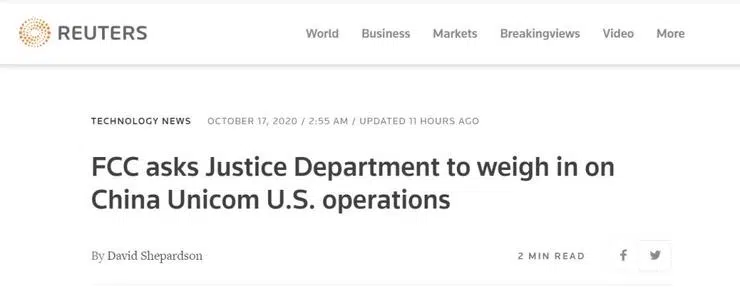 REUTERS
World Business Markets Breakingviews Video More
TECHNOLOGY NEWS OCTOBER 17, 2020 / 2:55 AM / UPDATED 11 HOURS AGO
FCC asks Justice Department to weigh in on
China Unicom U.S. operations
By David Shepardson
2 MIN READ